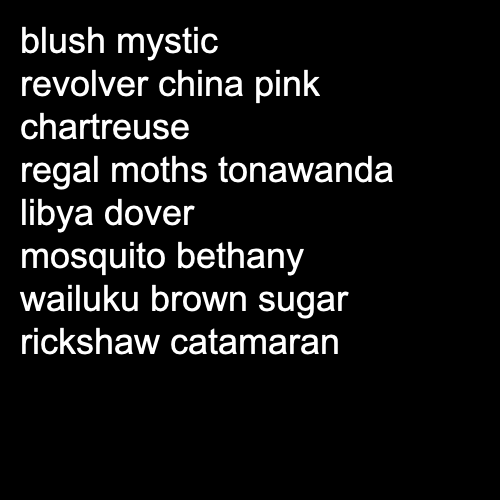 blush mystic
revolver china pink
chartreuse
regal moths tonawanda
libya dover
mosquito bethany
wailuku brown sugar
rickshaw catamaran